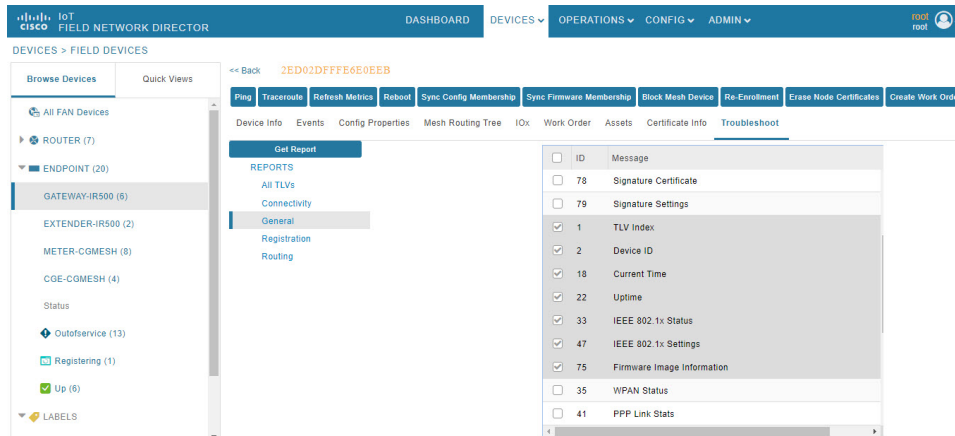 IoT
CISCO FIELD NETWORK DIRECTOR
DASHBOARD DEVICES OPERATIONS CONFIG ADMIN
root
root
DEVICES > FIELD DEVICES
Browse Devices Quick Views
All FAN Devices
ROUTER (7)
ENDPOINT (20)
GATEWAY-IR500 (6)
EXTENDER-IR500 (2)
METER-CGMESH (8)
CGE-CGMESH (4)
Status
Outofservice (13)
Registering (1)
Up (6)
LABELS
<< Back 2ED02DFFFE6E0EEB
Ping Traceroute Refresh Metrics Reboot Sync Config Membership Sync Firmware Membership Block Mesh Device Re-Enrollment Erase Node Certificates Create Work Orde
Device Info Events Config Properties Mesh Routing Tree IOx Work Order Assets Certificate Info Troubleshoot
Get Report
REPORTS
All TLVs
Connectivity
General
Registration
Routing
ID Message
78 Signature Certificate
79 Signature Settings
1 TLV Index
2 Device ID
18 Current Time
22 Uptime
33 IEEE 802.1x Status
47 IEEE 802.1x Settings
75 Firmware Image Information
35 WPAN Status
41 PPP Link Stats